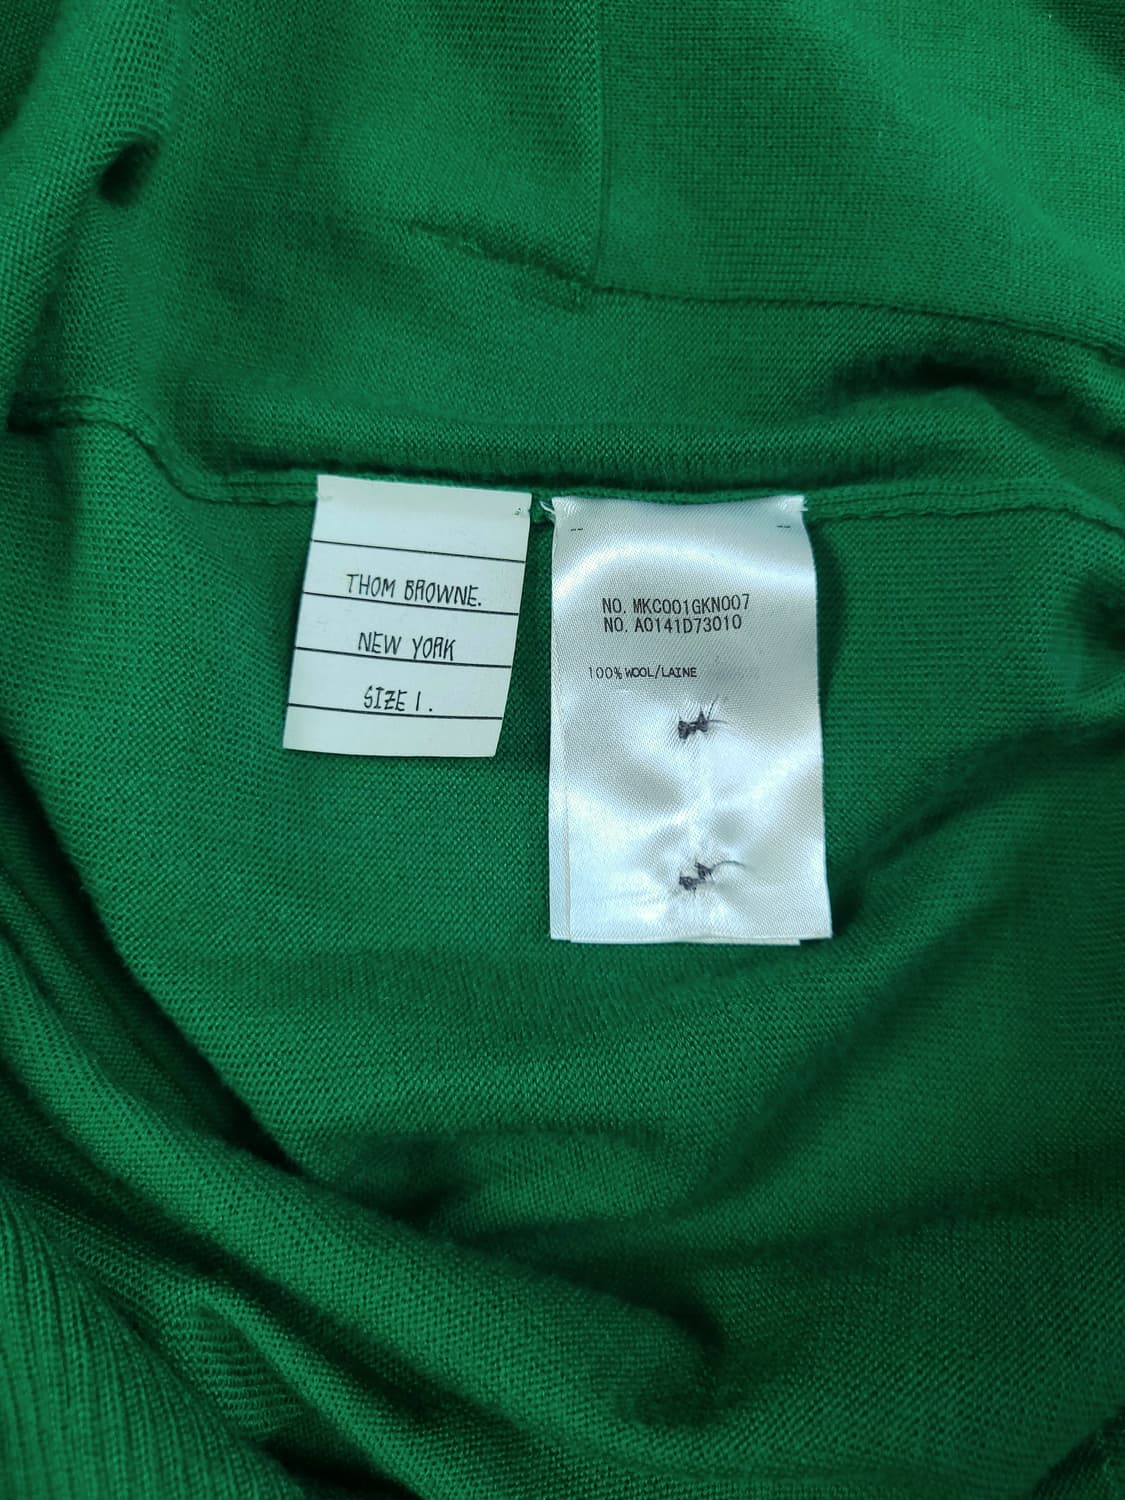 THOM BROWNE.
NEW YORK
SIZE 1.
NO. MKC001GKN007
NO. A0141D73010
100% WOOL/LAINE